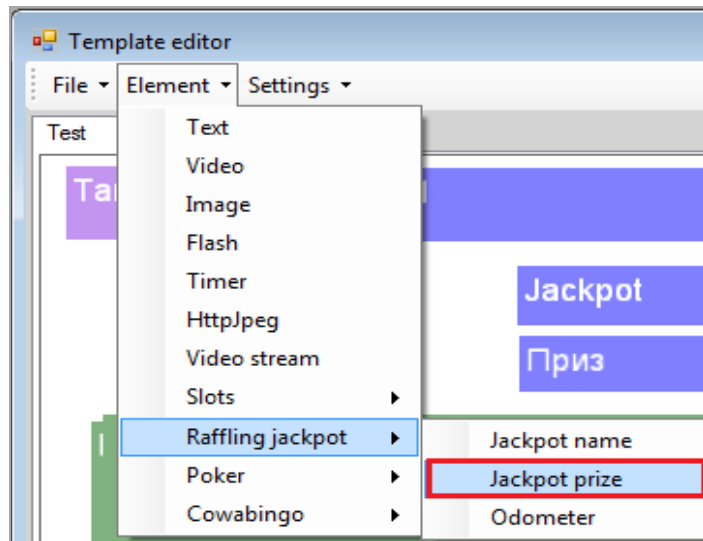 Template editor
File Element Settings
Test
Text
Video
Image
Flash
Timer
HttpJpeg
Video stream
Slots
Raffling jackpot
Poker
Cowabingo
Jackpot name
Jackpot prize
Odometer
Jackpot
Приз